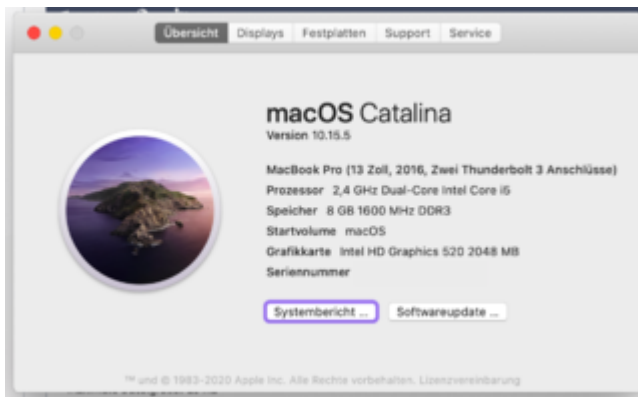 Übersicht Displays Festplatten Support Service
macOS Catalina
Version 10.15.5
MacBook Pro (13 Zoll, 2016, Zwei Thunderbolt 3 Anschlüsse)
Prozessor 2,4 GHz Dual-Core Intel Core i5
Speicher 8 GB 1600 MHz DDR3
Startvolume macOS
Grafikkarte Intel HD Graphics 520 2048 MB
Seriennummer
Systembericht ...
Softwareupdate ...
™ und © 1983-2020 Apple Inc. Alle Rechte vorbehalten. Lizenzvereinbarung